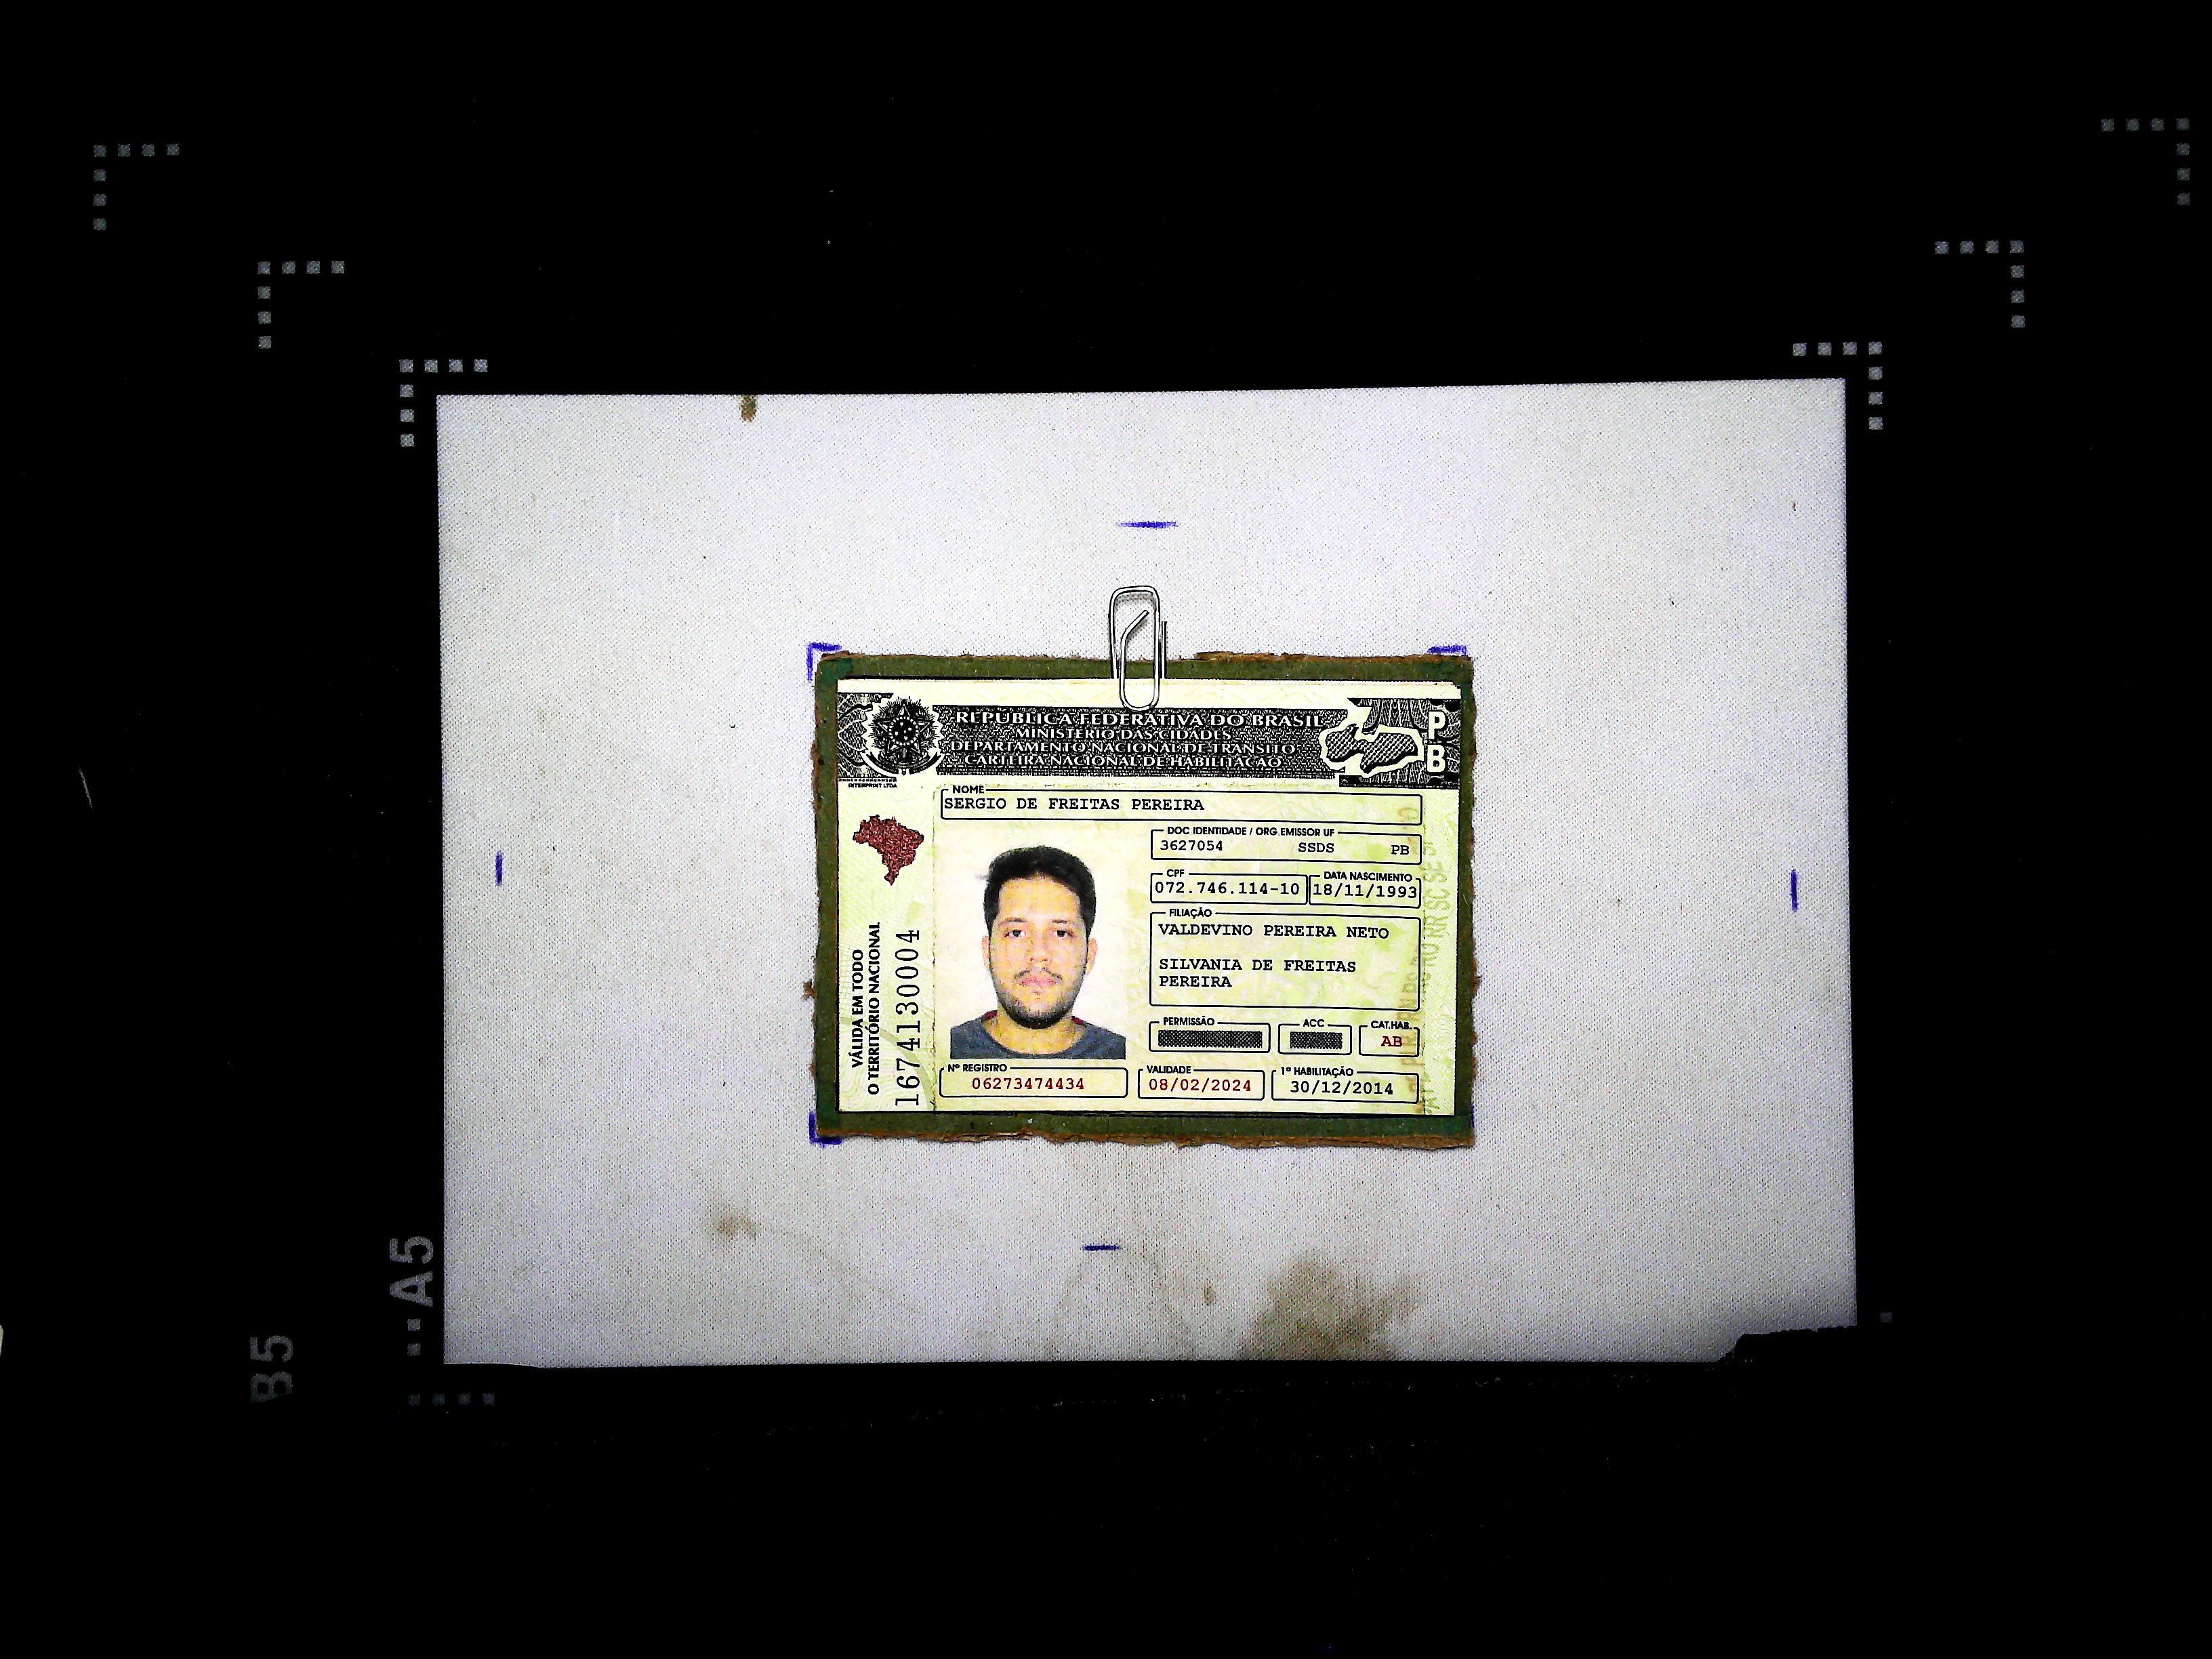 REPÚBLICA FEDERATIVA DO BRASIL
MINISTÉRIO DAS CIDADES
DEPARTAMENTO NACIONAL DE TRÂNSITO
CARTEIRA NACIONAL DE HABILITAÇÃO
P
B
INTERPRINT LTDA
NOME
SERGIO DE FREITAS PEREIRA
DOC IDENTIDADE / ORG EMISSOR UF
3627054 SSDS PB
CPF DATA NASCIMENTO
072.746.114-10 18/11/1993
FILIAÇÃO
VALDEVINO PEREIRA NETO
SILVANIA DE FREITAS
PEREIRA
PERMISSÃO ACC CAT.HAB.
AB
Nº REGISTRO VALIDADE 1ª HABILITAÇÃO
06273474434 08/02/2024 30/12/2014
VÁLIDA EM TODO
O TERRITÓRIO NACIONAL
1674130004
A5
B5